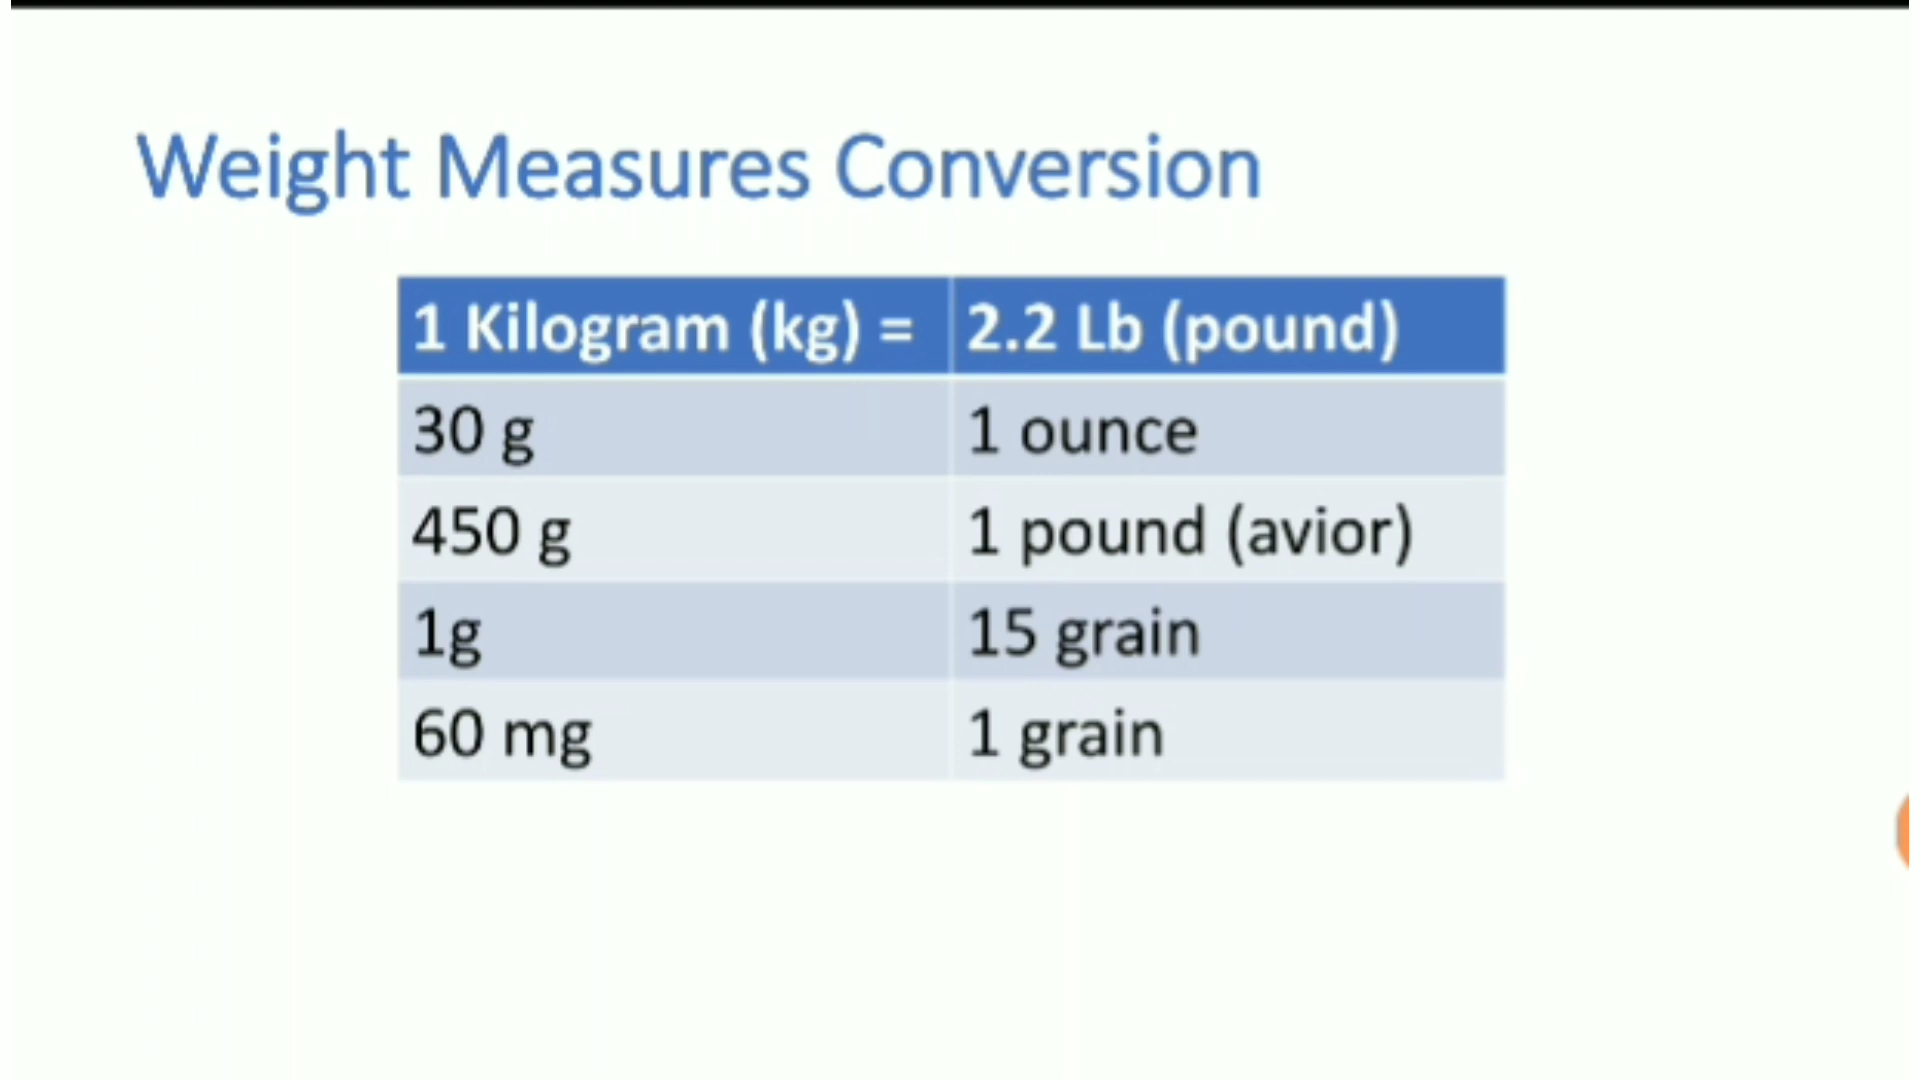 Weight Measures Conversion
1 Kilogram (kg) = 2.2 Lb (pound)
30 g 1 ounce
450 g 1 pound (avior)
1g 15 grain
60 mg 1 grain